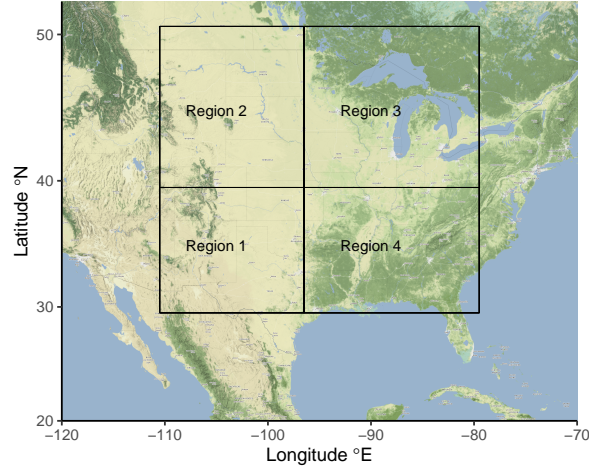 50
Region 2
Region 3
40
Latitude °N
Region 1
Region 4
30
20
−120
−110
−100
−90
−80
−70
Longitude °E